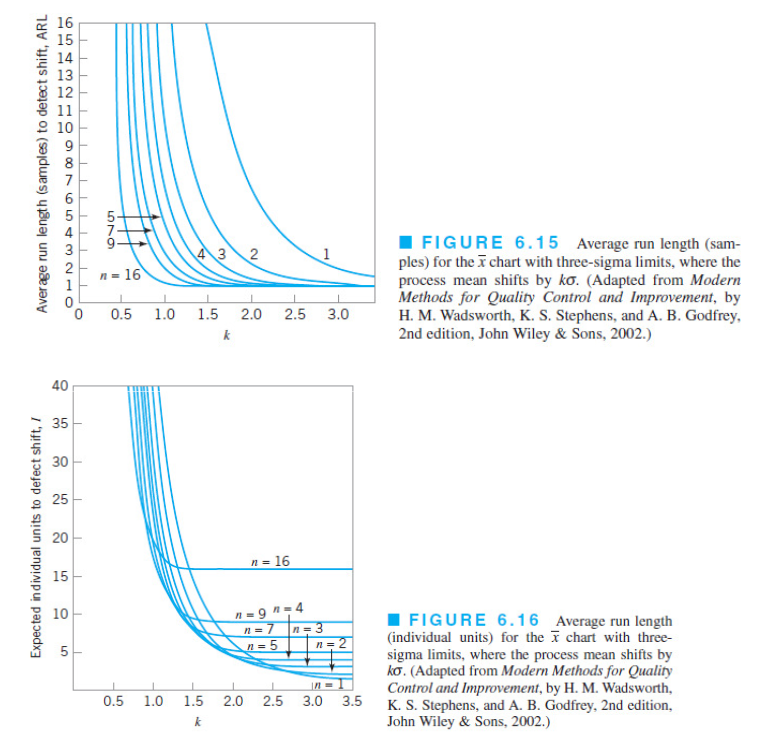 Average run length (samples) to detect shift, ARL
16
15
14
13
12
11
10
9
8
7
6
5
4
3
2
1
0
5
7
9
n = 16
4 3 2 1
0 0.5 1.0 1.5 2.0 2.5 3.0
k
FIGURE 6.15 Average run length (sam-
ples) for the x̅ chart with three-sigma limits, where the
process mean shifts by kσ. (Adapted from Modern
Methods for Quality Control and Improvement, by
H. M. Wadsworth, K. S. Stephens, and A. B. Godfrey,
2nd edition, John Wiley & Sons, 2002.)
Expected individual units to defect shift, I
40
35
30
25
20
15
10
5
n = 16
n = 9 n = 4
n = 7 n = 3
n = 5 n = 2
n = 1
0.5 1.0 1.5 2.0 2.5 3.0 3.5
k
FIGURE 6.16 Average run length
(individual units) for the x̅ chart with three-
sigma limits, where the process mean shifts by
kσ. (Adapted from Modern Methods for Quality
Control and Improvement, by H. M. Wadsworth,
K. S. Stephens, and A. B. Godfrey, 2nd edition,
John Wiley & Sons, 2002.)